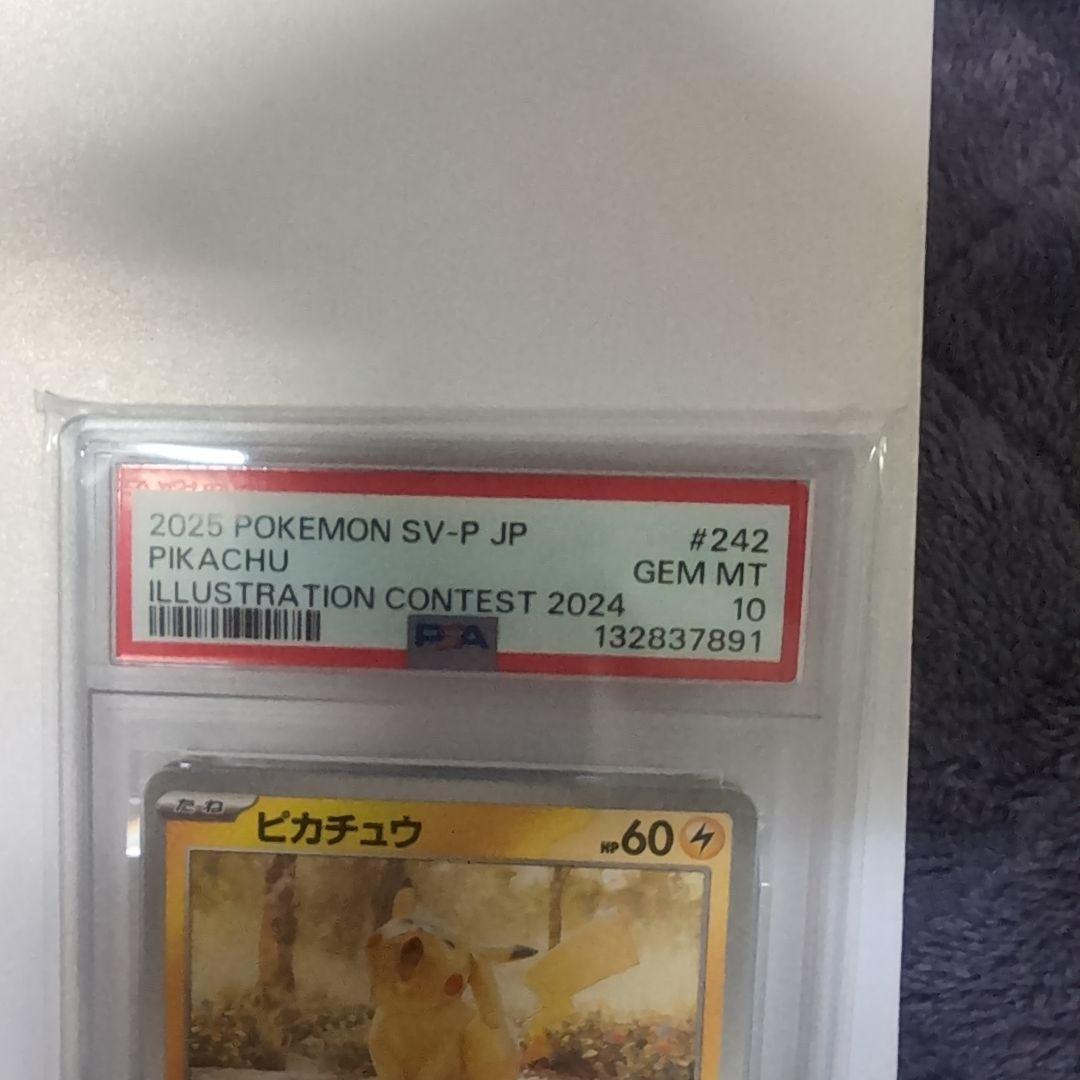 2025 POKEMON SV-P JP #242
PIKACHU GEM MT
ILLUSTRATION CONTEST 2024 10
PSA 132837891
たね ピカチュウ HP60